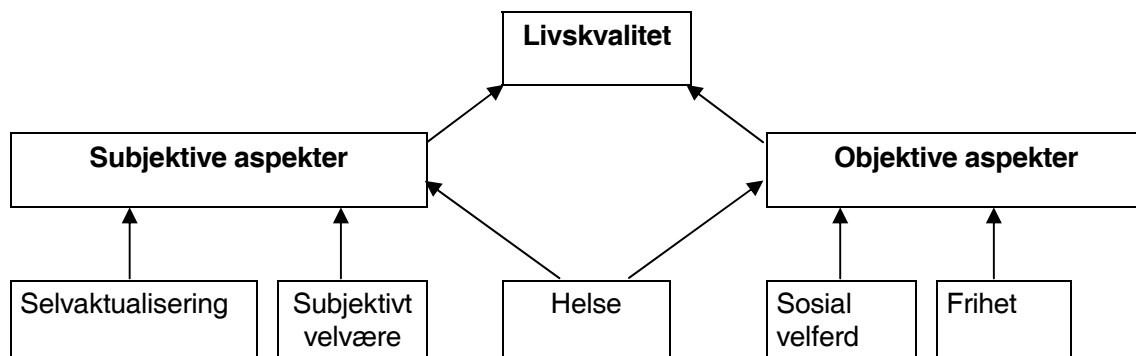 Livskvalitet
Subjektive aspekter
Objektive aspekter
Selvaktualisering
Subjektivt
velvære
Helse
Sosial
velferd
Frihet